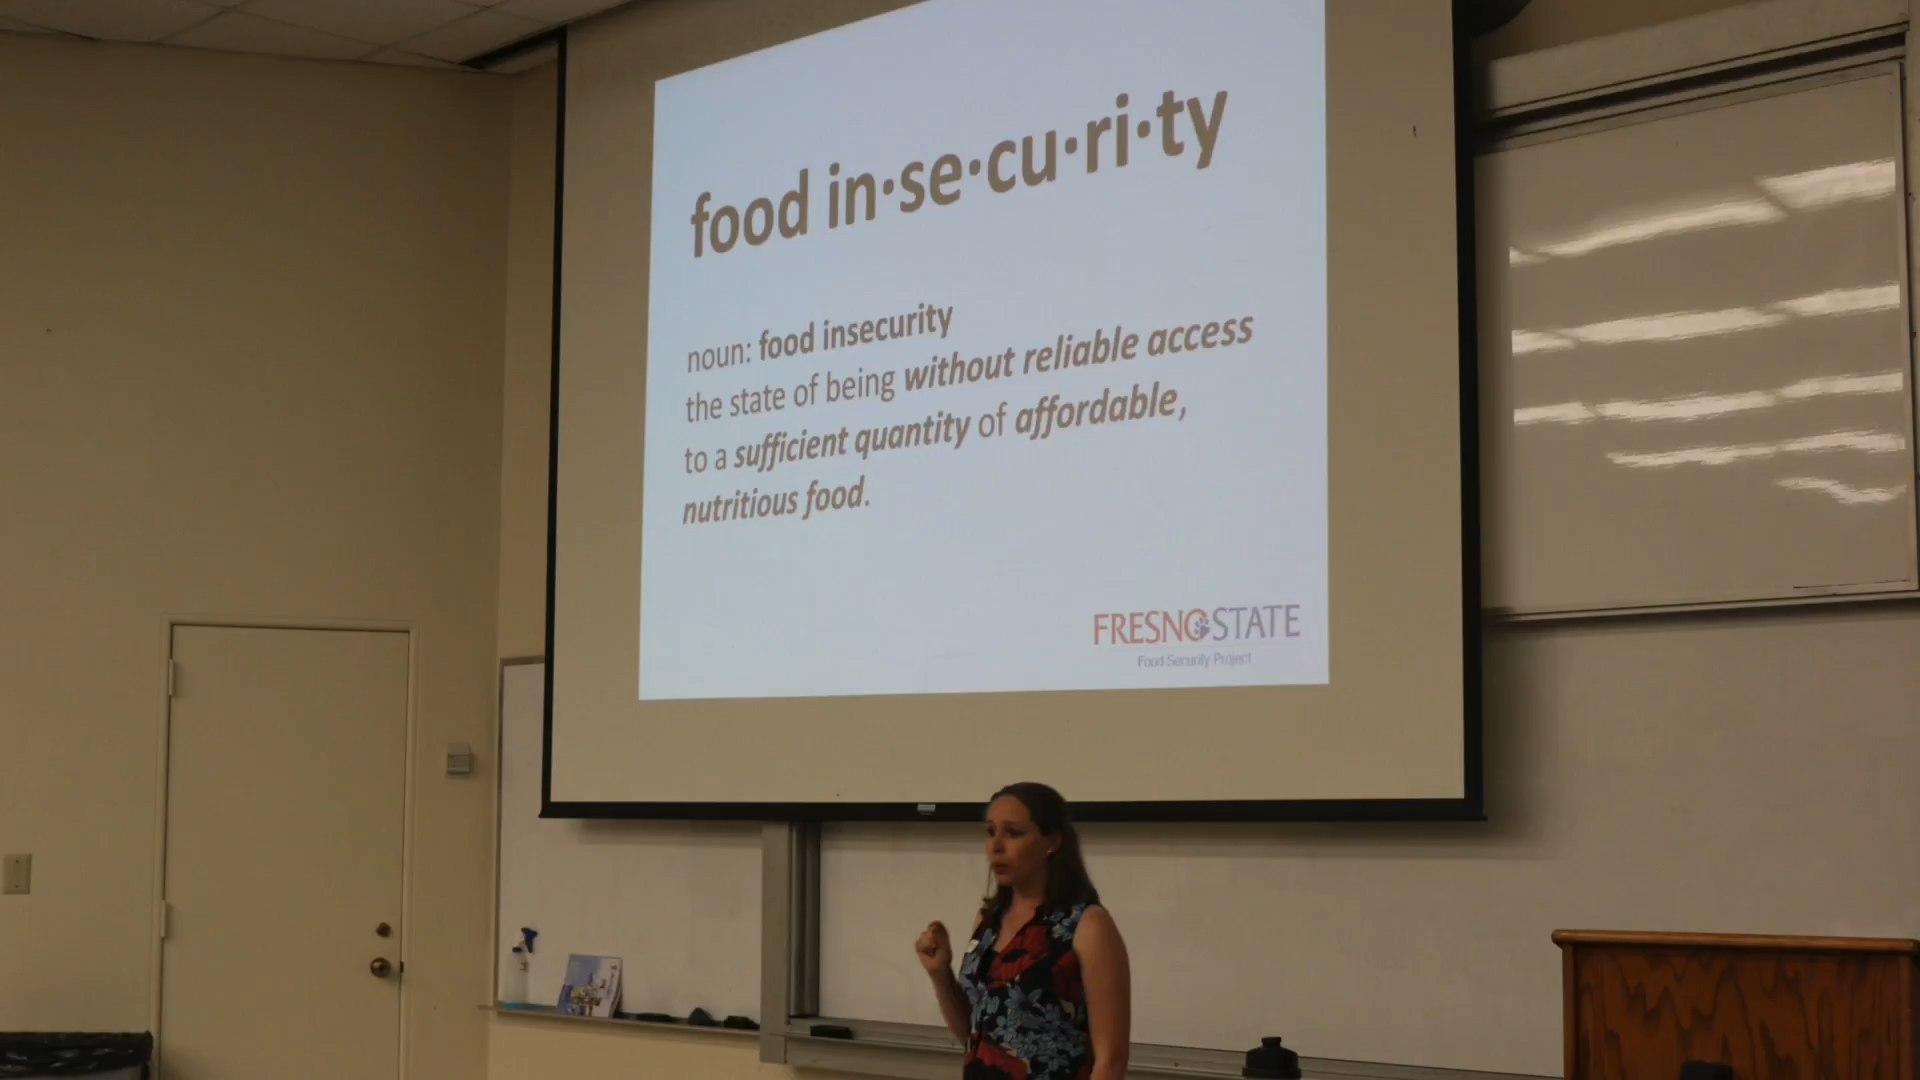 food in·se·cu·ri·ty
noun: food insecurity
the state of being without reliable access
to a sufficient quantity of affordable,
nutritious food.
FRESNO STATE
Food Security Project